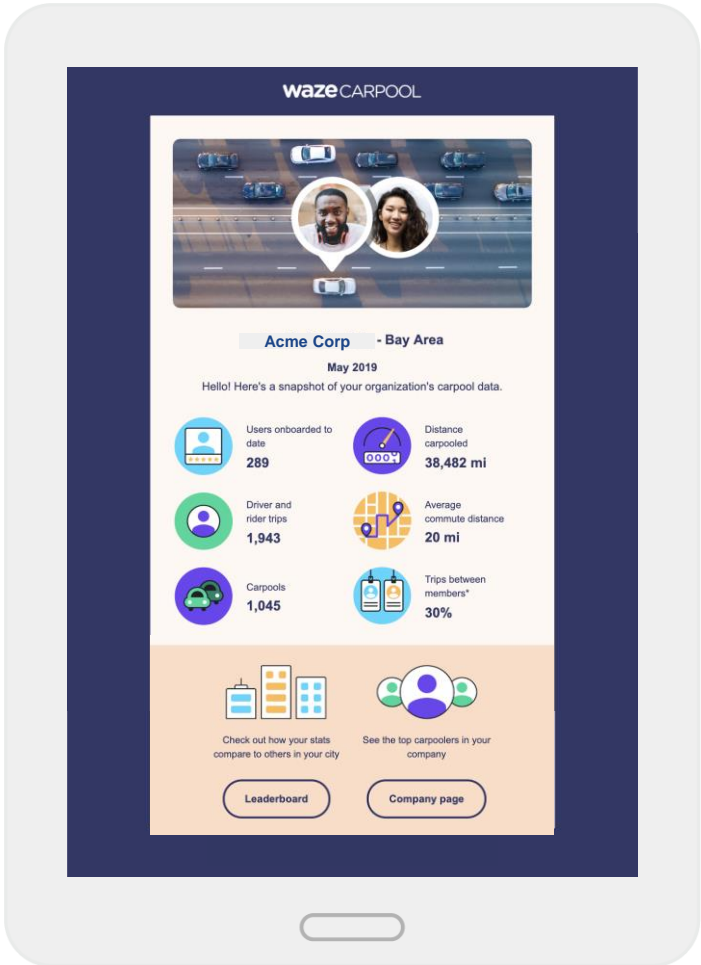 waze CARPOOL
Acme Corp - Bay Area
May 2019
Hello! Here's a snapshot of your organization's carpool data.
Users onboarded to
date
289
Distance
carpooled
38,482 mi
Driver and
rider trips
1,943
Average
commute distance
20 mi
Carpools
1,045
Trips between
members*
30%
Check out how your stats
compare to others in your city
See the top carpoolers in your
company
Leaderboard
Company page